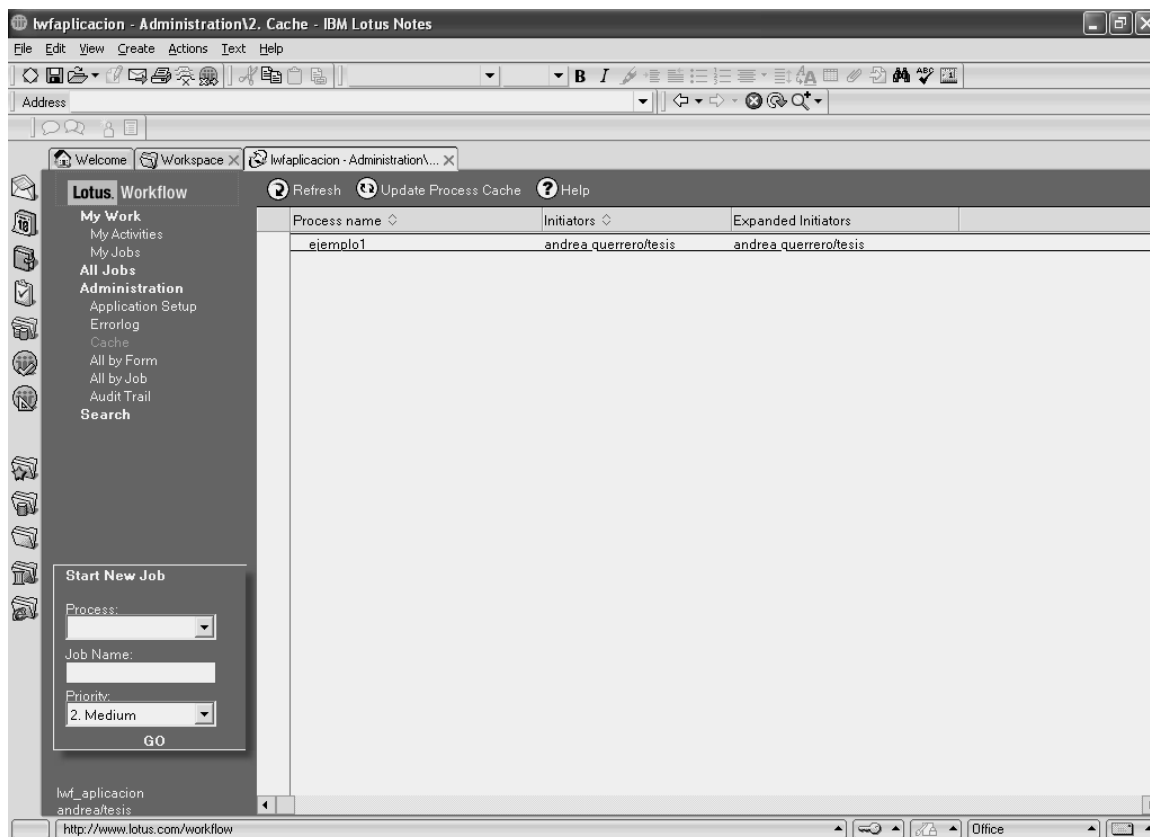 lwfaplicacion - Administration\2. Cache - IBM Lotus Notes
File Edit View Create Actions Text Help
B I
Address
Welcome Workspace lwfaplicacion - Administration\...
Lotus. Workflow
Refresh Update Process Cache ? Help
My Work
My Activities
My Jobs
All Jobs
Administration
Application Setup
Errorlog
Cache
All by Form
All by Job
Audit Trail
Search
Process name Initiators Expanded Initiators
ejemplo1 andrea guerrero/tesis andrea guerrero/tesis
Start New Job
Process:
Job Name:
Priority:
2. Medium
GO
lwf_aplicacion
andrea/tesis
http://www.lotus.com/workflow Office